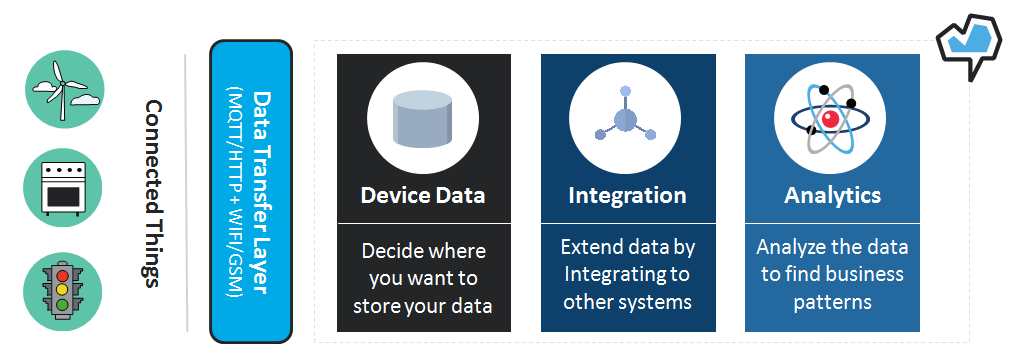 Connected Things
Data Transfer Layer
(MQTT/HTTP + WIFI/GSM)
Device Data
Decide where
you want to
store your data
Integration
Extend data by
Integrating to
other systems
Analytics
Analyze the data
to find business
patterns